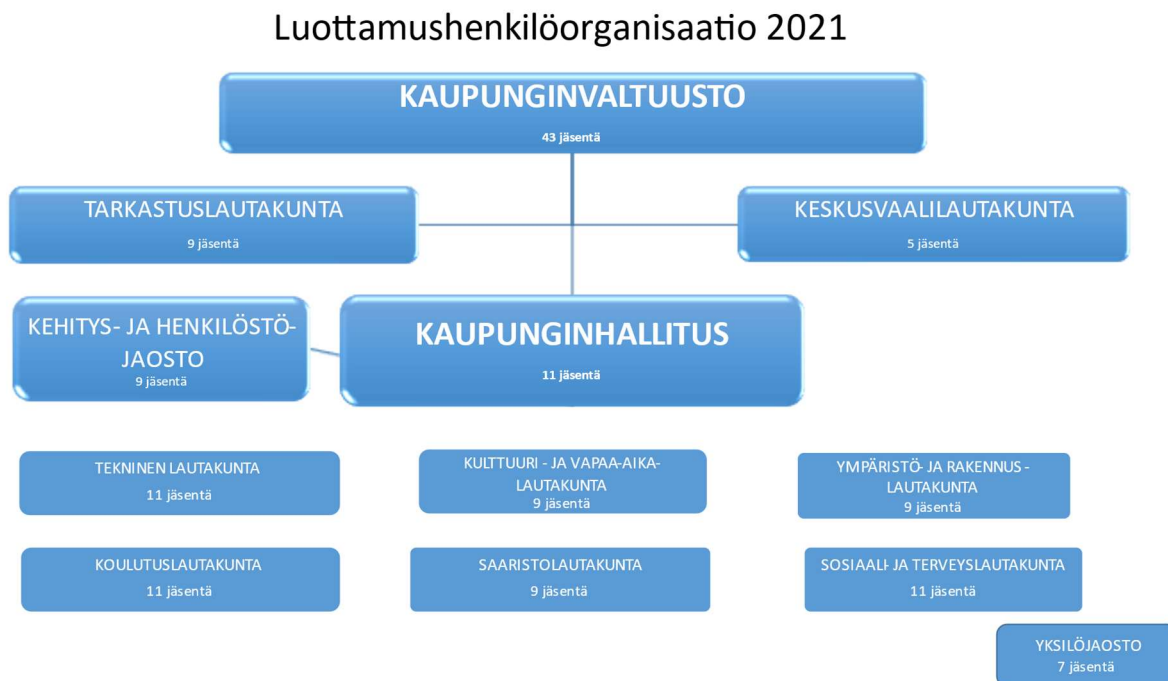 Luottamushenkilöorganisaatio 2021
KAUPUNGINVALTUUSTO
43 jäsentä
TARKASTUSLAUTAKUNTA
9 jäsentä
KESKUSVAALILAUTAKUNTA
5 jäsentä
KEHITYS- JA HENKILÖSTÖ-
JAOSTO
9 jäsentä
KAUPUNGINHALLITUS
11 jäsentä
TEKNINEN LAUTAKUNTA
11 jäsentä
KULTTUURI - JA VAPAA-AIKA-
LAUTAKUNTA
9 jäsentä
YMPÄRISTÖ- JA RAKENNUS -
LAUTAKUNTA
9 jäsentä
KOULUTUSLAUTAKUNTA
11 jäsentä
SAARISTOLAUTAKUNTA
9 jäsentä
SOSIAALI- JA TERVEYSLAUTAKUNTA
11 jäsentä
YKSILÖJAOSTO
7 jäsentä